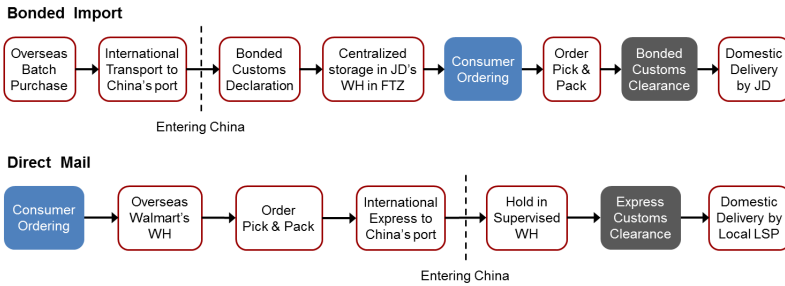 Bonded Import
Overseas
Batch
Purchase
International
Transport to
China's port
Bonded
Customs
Declaration
Centralized
storage in JD's
WH in FTZ
Consumer
Ordering
Order
Pick & Pack
Bonded
Customs
Clearance
Domestic
Delivery
by JD
Entering China
Direct Mail
Consumer
Ordering
Overseas
Walmart's
WH
Order
Pick & Pack
International
Express to
China's port
Hold in
Supervised
WH
Express
Customs
Clearance
Domestic
Delivery by
Local LSP
Entering China